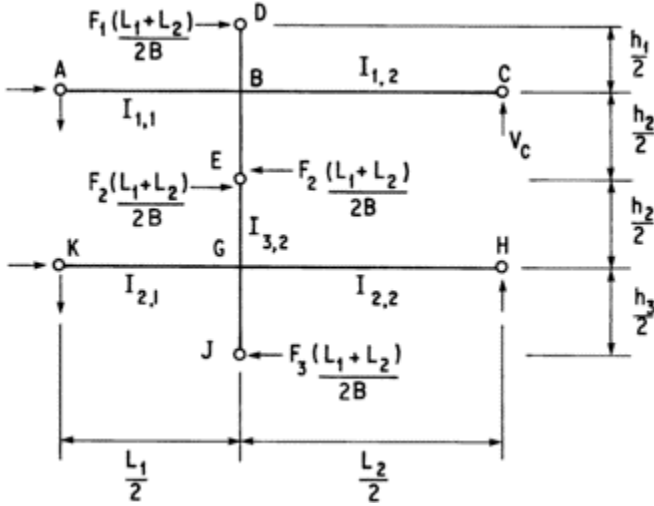 F₁(L₁+L₂)
2B
D
A
B
I₁,₂
C
I₁,₁
V_C
E
F₂(L₁+L₂)
2B
F₂(L₁+L₂)
2B
I₃,₂
K
G
H
I₂,₁
I₂,₂
J
F₃(L₁+L₂)
2B
h₁
2
h₂
2
h₂
2
h₃
2
L₁
2
L₂
2